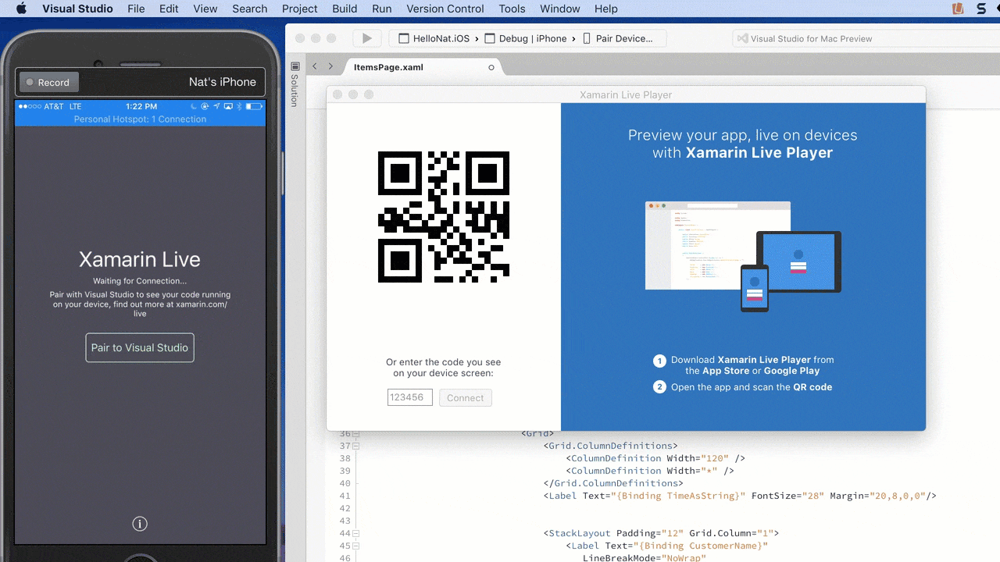 Visual Studio File Edit View Search Project Build Run Version Control Tools Window Help
Record Nat's iPhone
AT&T LTE 1:22 PM
Personal Hotspot: 1 Connection
Xamarin Live
Waiting for Connection...
Pair with Visual Studio to see your code running
on your device, find out more at xamarin.com/
live
Pair to Visual Studio
HelloNat.iOS › Debug | iPhone › Pair Device...
Visual Studio for Mac Preview
Solution
ItemsPage.xaml
Xamarin Live Player
Or enter the code you see
on your device screen:
123456 Connect
Preview your app, live on devices
with Xamarin Live Player
1 Download Xamarin Live Player from
the App Store or Google Play
2 Open the app and scan the QR code
36 <Grid>
37 <Grid.ColumnDefinitions>
38 <ColumnDefinition Width="120" />
39 <ColumnDefinition Width="*" />
40 </Grid.ColumnDefinitions>
41 <Label Text="{Binding TimeAsString}" FontSize="28" Margin="20,8,0,0"/>
42
43
44 <StackLayout Padding="12" Grid.Column="1">
45 <Label Text="{Binding CustomerName}"
46 LineBreakMode="NoWrap"